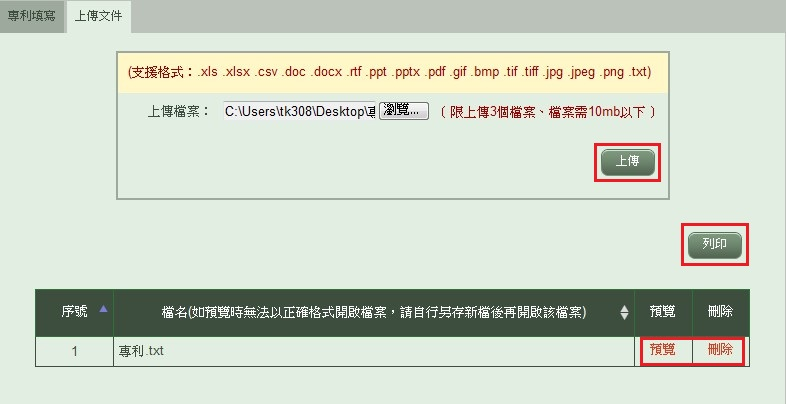 專利填寫 上傳文件
(支援格式：.xls .xlsx .csv .doc .docx .rtf .ppt .pptx .pdf .gif .bmp .tif .tiff .jpg .jpeg .png .txt)
上傳檔案： C:\Users\tk308\Desktop\專 瀏覽... （ 限上傳3個檔案、檔案需10mb以下 ）
上傳
列印
序號 檔名(如預覽時無法以正確格式開啟檔案，請自行另存新檔後再開啟該檔案) 預覽 刪除
1 專利.txt 預覽 刪除